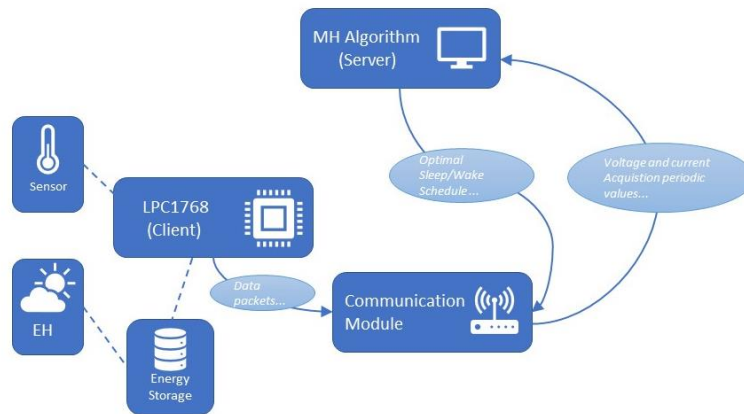 MH Algorithm
(Server)
Optimal
Sleep/Wake
Schedule...
Voltage and current
Acquistion periodic
values...
Sensor
LPC1768
(Client)
Data
packets...
Communication
Module
EH
Energy
Storage